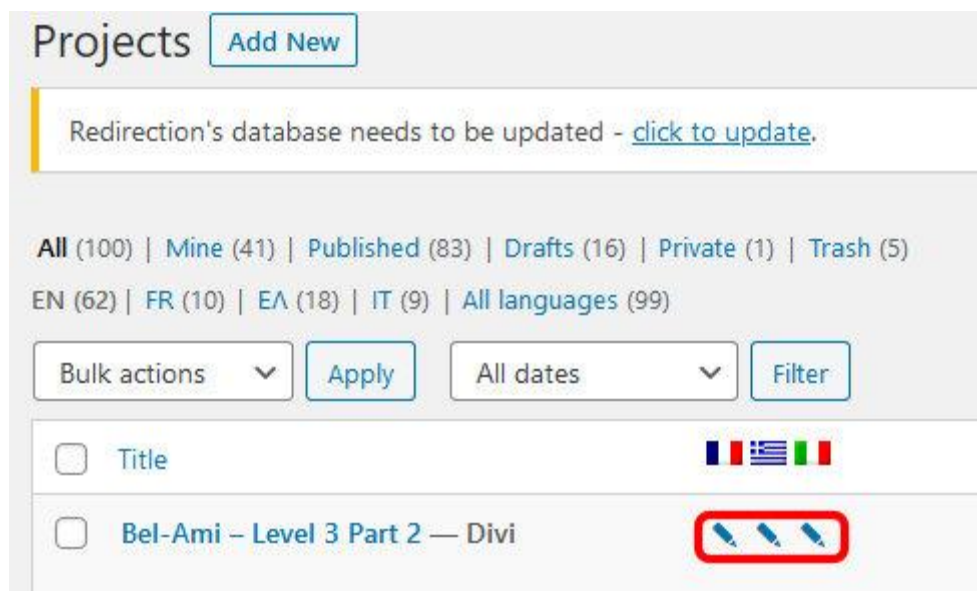 Projects Add New
Redirection's database needs to be updated - click to update.
All (100) | Mine (41) | Published (83) | Drafts (16) | Private (1) | Trash (5)
EN (62) | FR (10) | ΕΛ (18) | IT (9) | All languages (99)
Bulk actions Apply All dates Filter
Title
Bel-Ami – Level 3 Part 2 — Divi